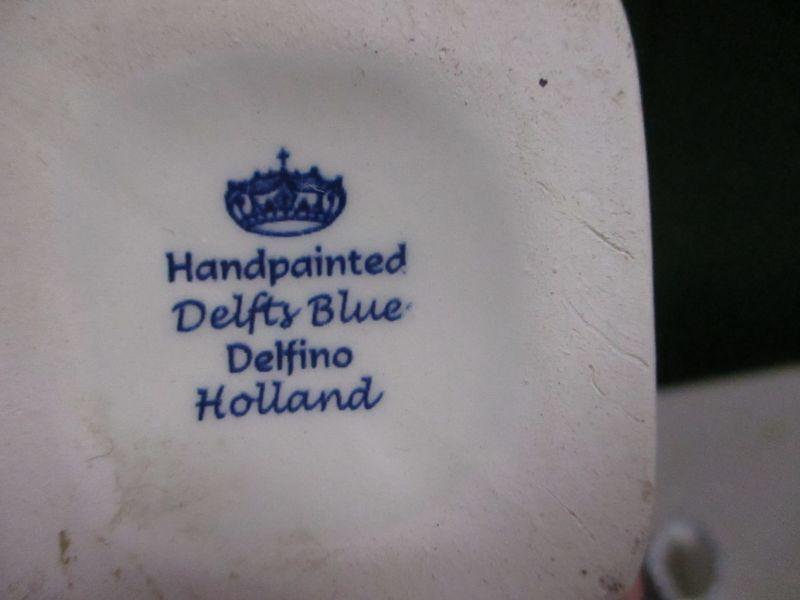 Handpainted
Delfts Blue
Delfino
Holland